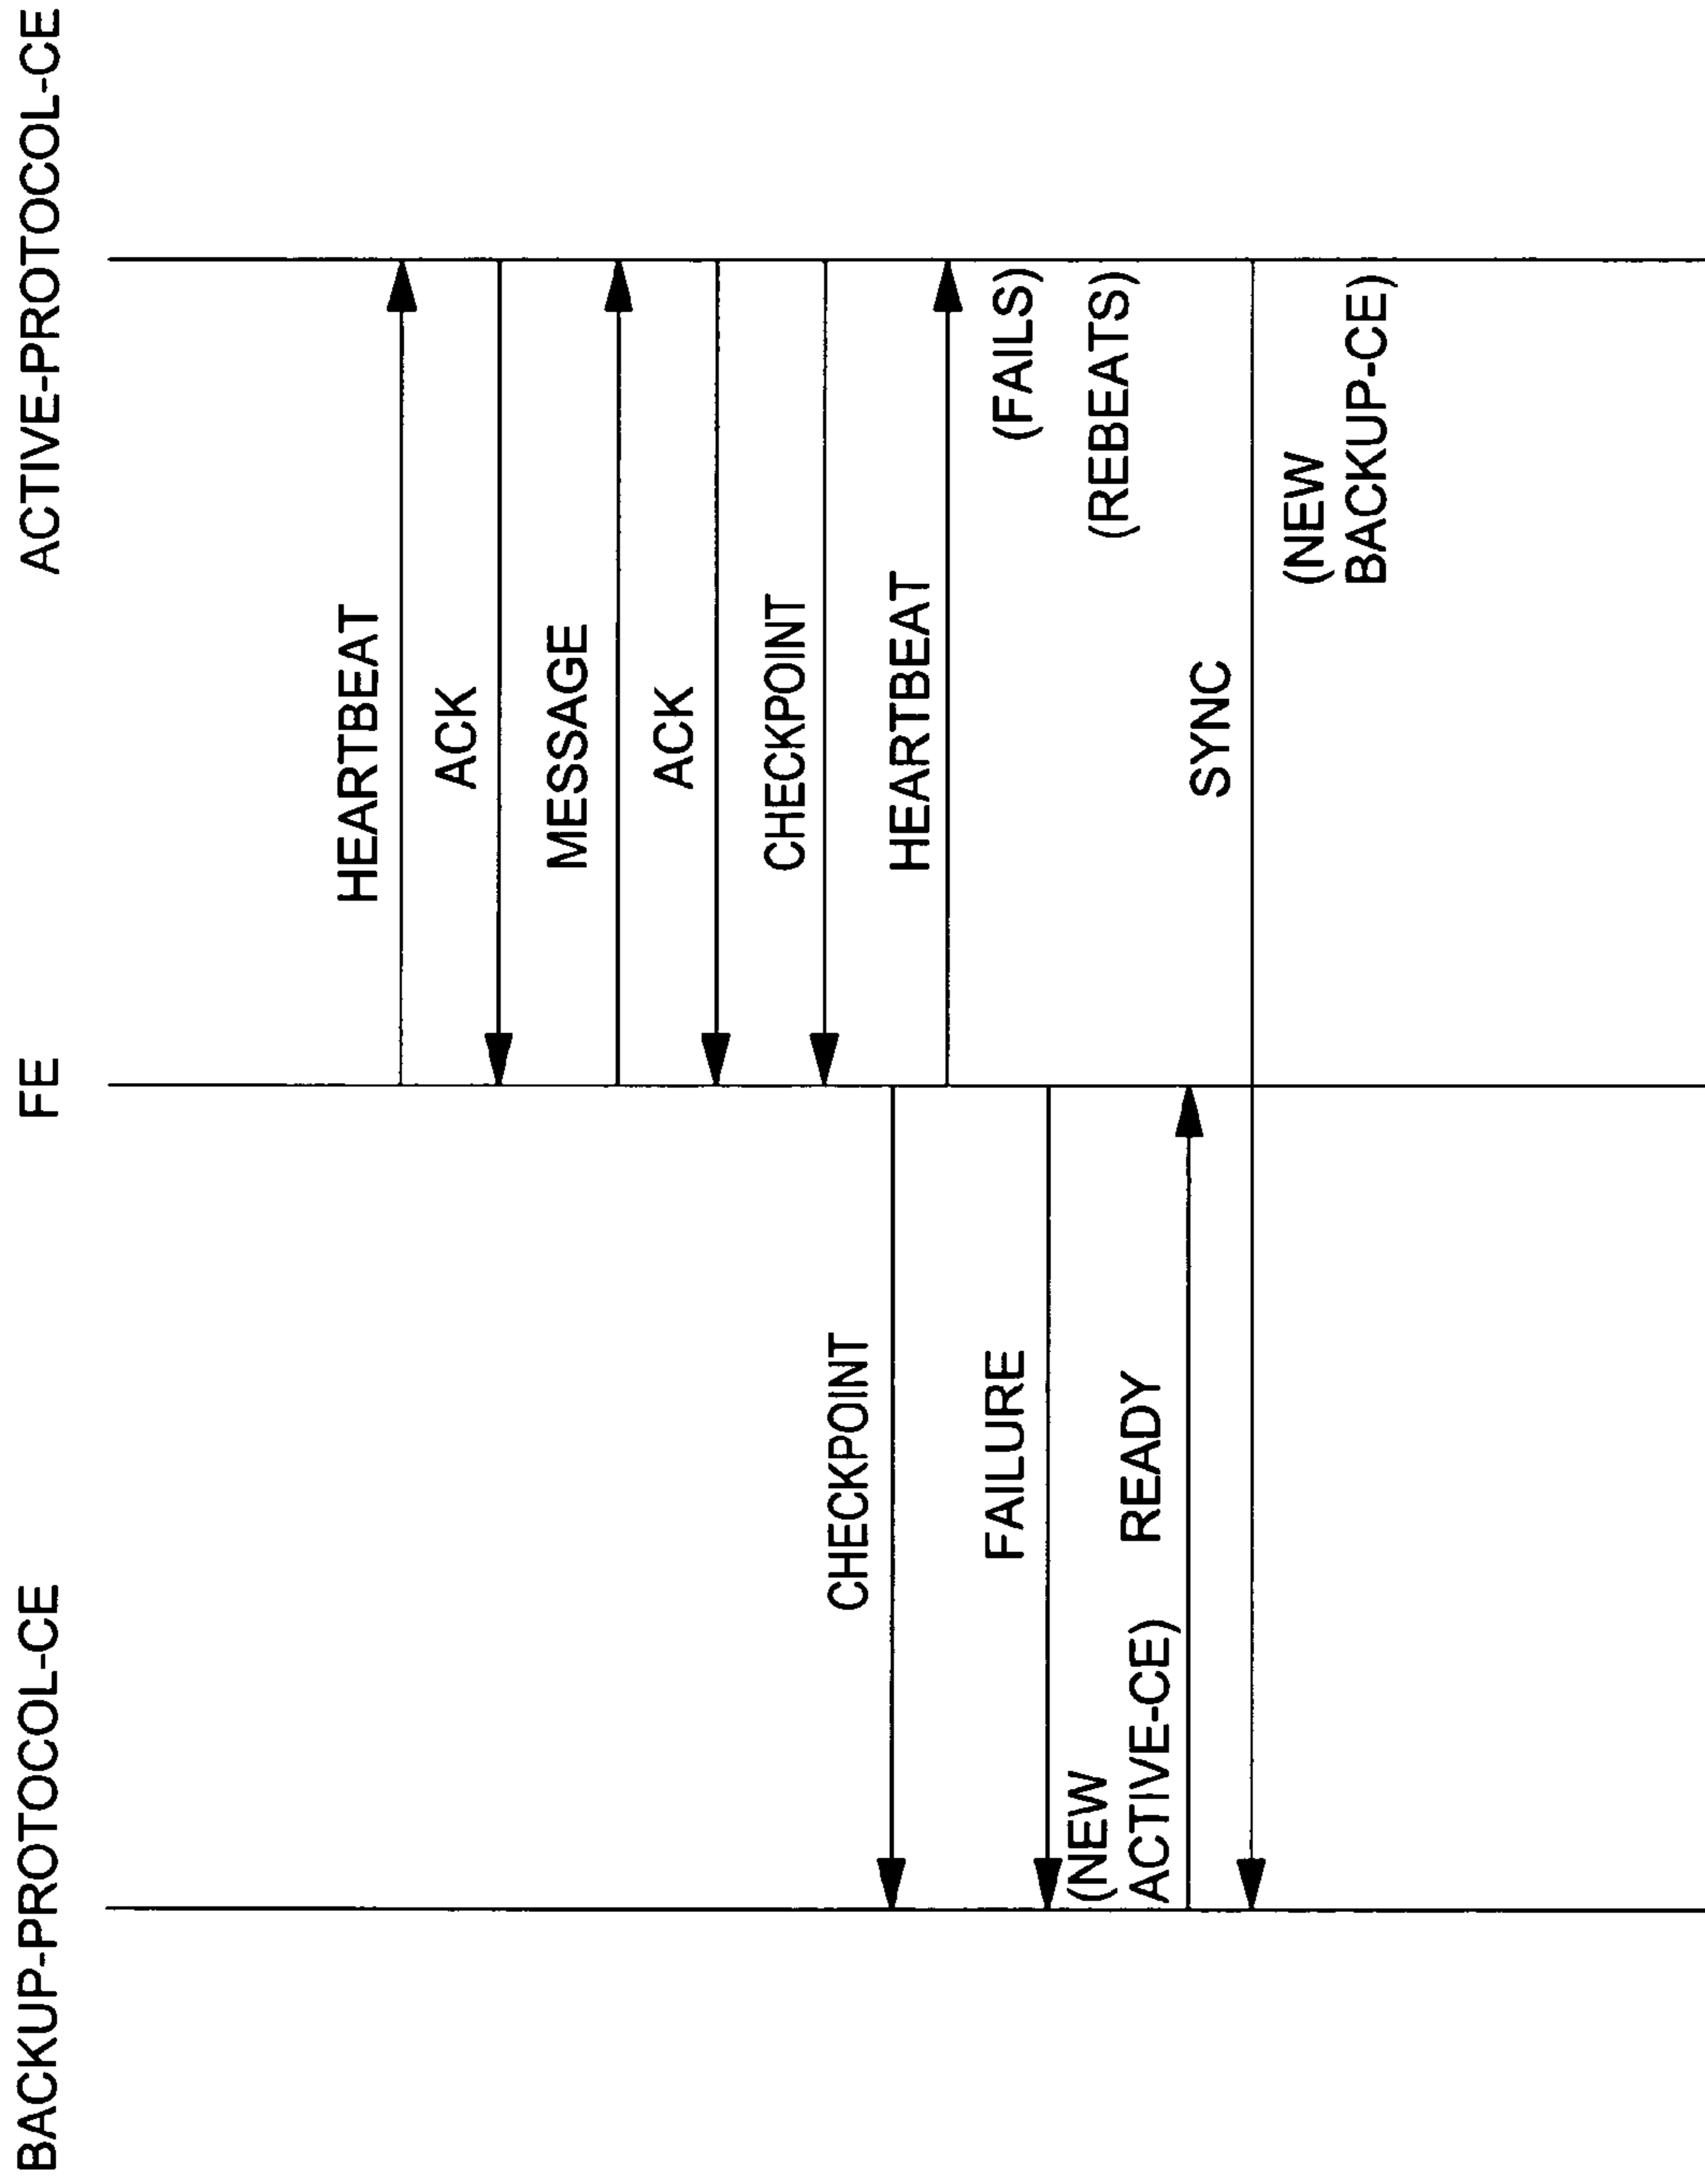 BACKUP-PROTOCOL-CE
FE
ACTIVE-PROTOCOL-CE
HEARTBEAT
ACK
MESSAGE
ACK
CHECKPOINT
CHECKPOINT
HEARTBEAT
FAILURE
(FAILS)
(NEW
ACTIVE-CE)
READY
(REBEATS)
SYNC
(NEW
BACKUP-CE)